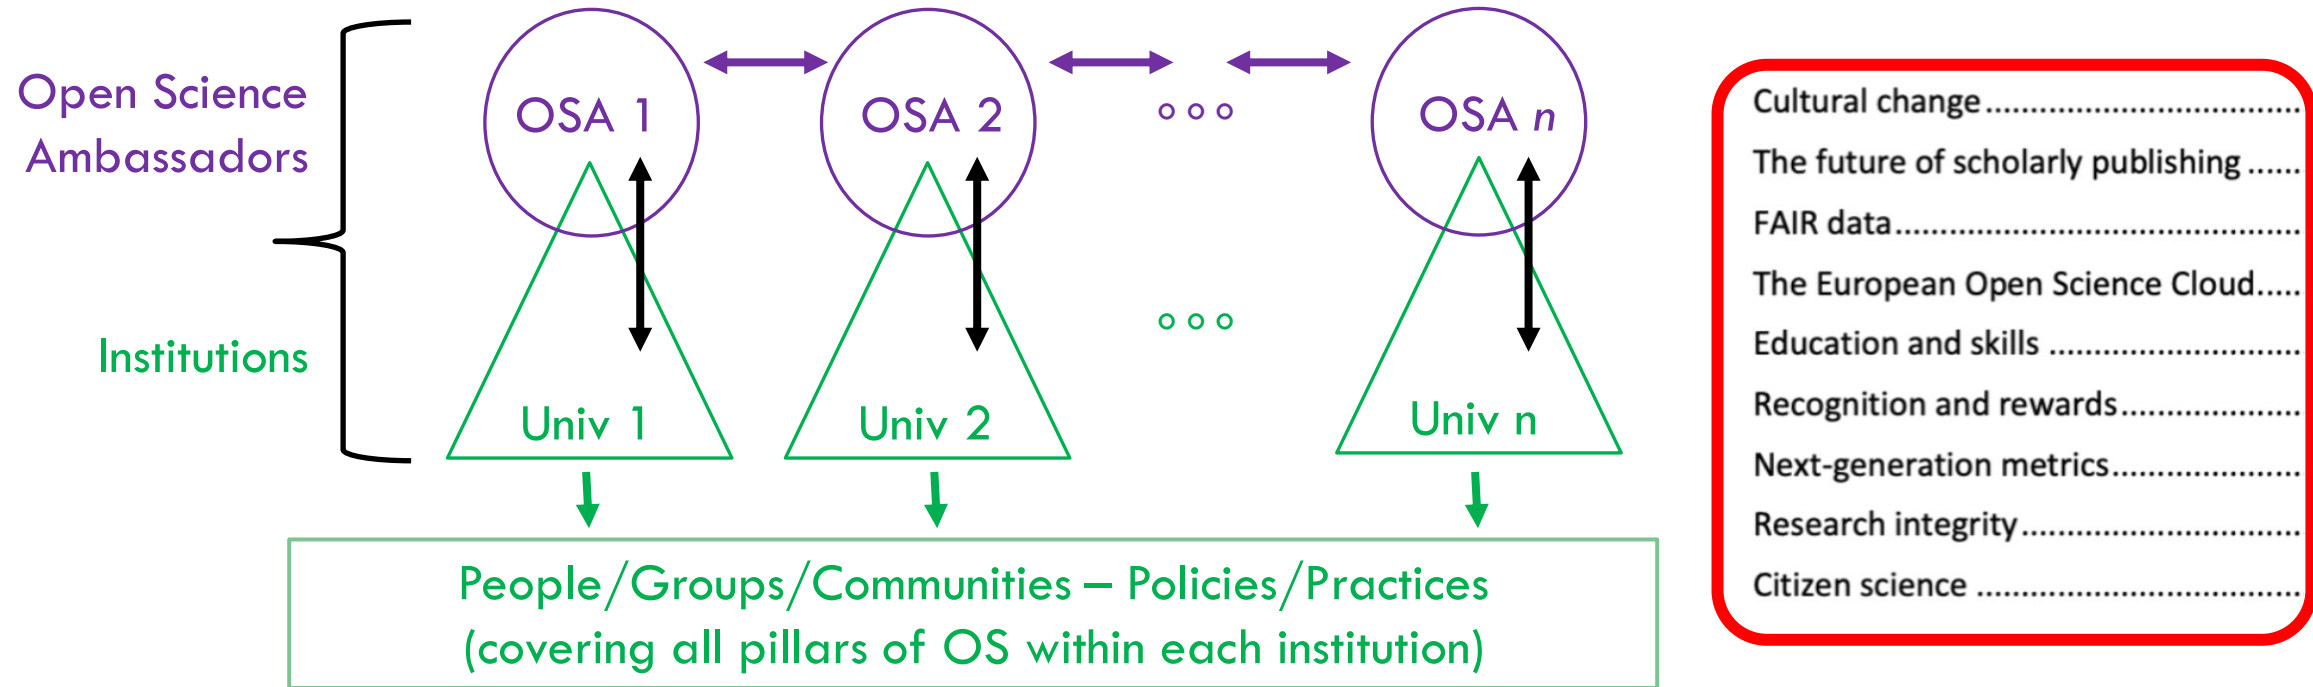 Open Science
Ambassadors
OSA 1
OSA 2
°°°
OSA n
Institutions
°°°
Univ 1
Univ 2
Univ n
People/Groups/Communities – Policies/Practices
(covering all pillars of OS within each institution)
Cultural change....................................
The future of scholarly publishing ......
FAIR data..............................................
The European Open Science Cloud.....
Education and skills ............................
Recognition and rewards....................
Next-generation metrics.....................
Research integrity................................
Citizen science .....................................